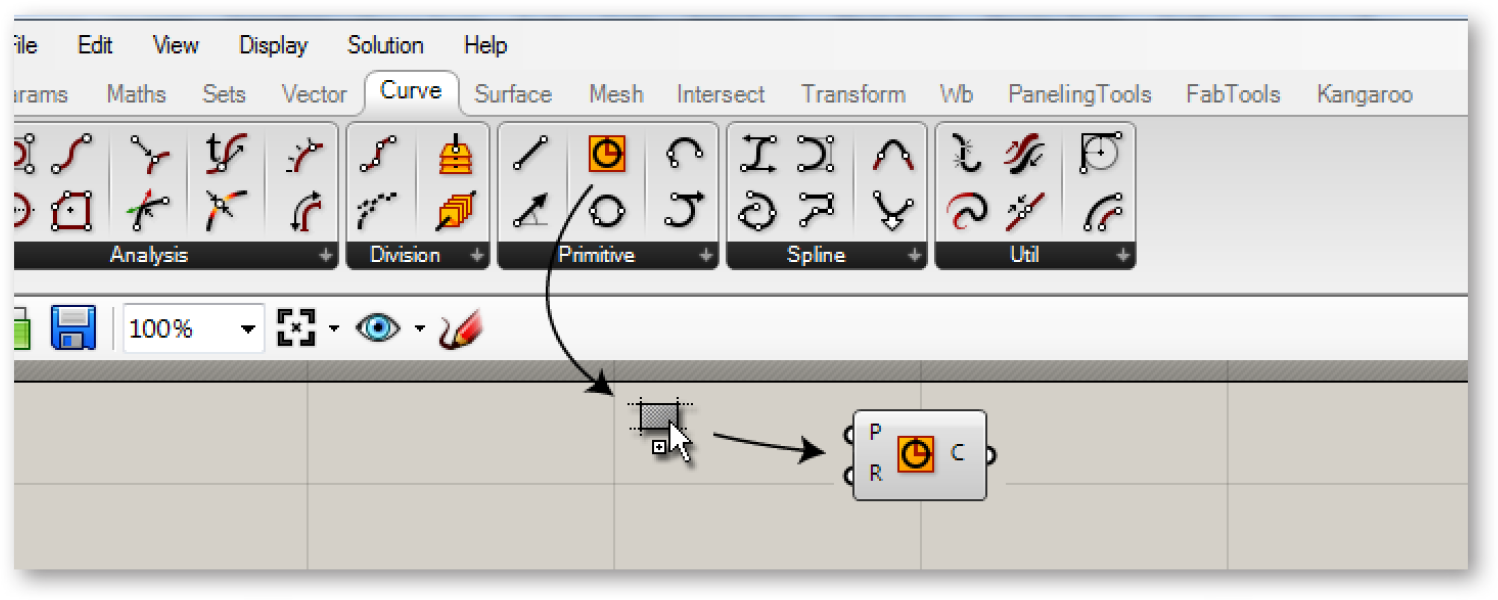 File Edit View Display Solution Help
arams Maths Sets Vector Curve Surface Mesh Intersect Transform Wb PanelingTools FabTools Kangaroo
t
Analysis Division Primitive Spline Util
100%
P
C
R